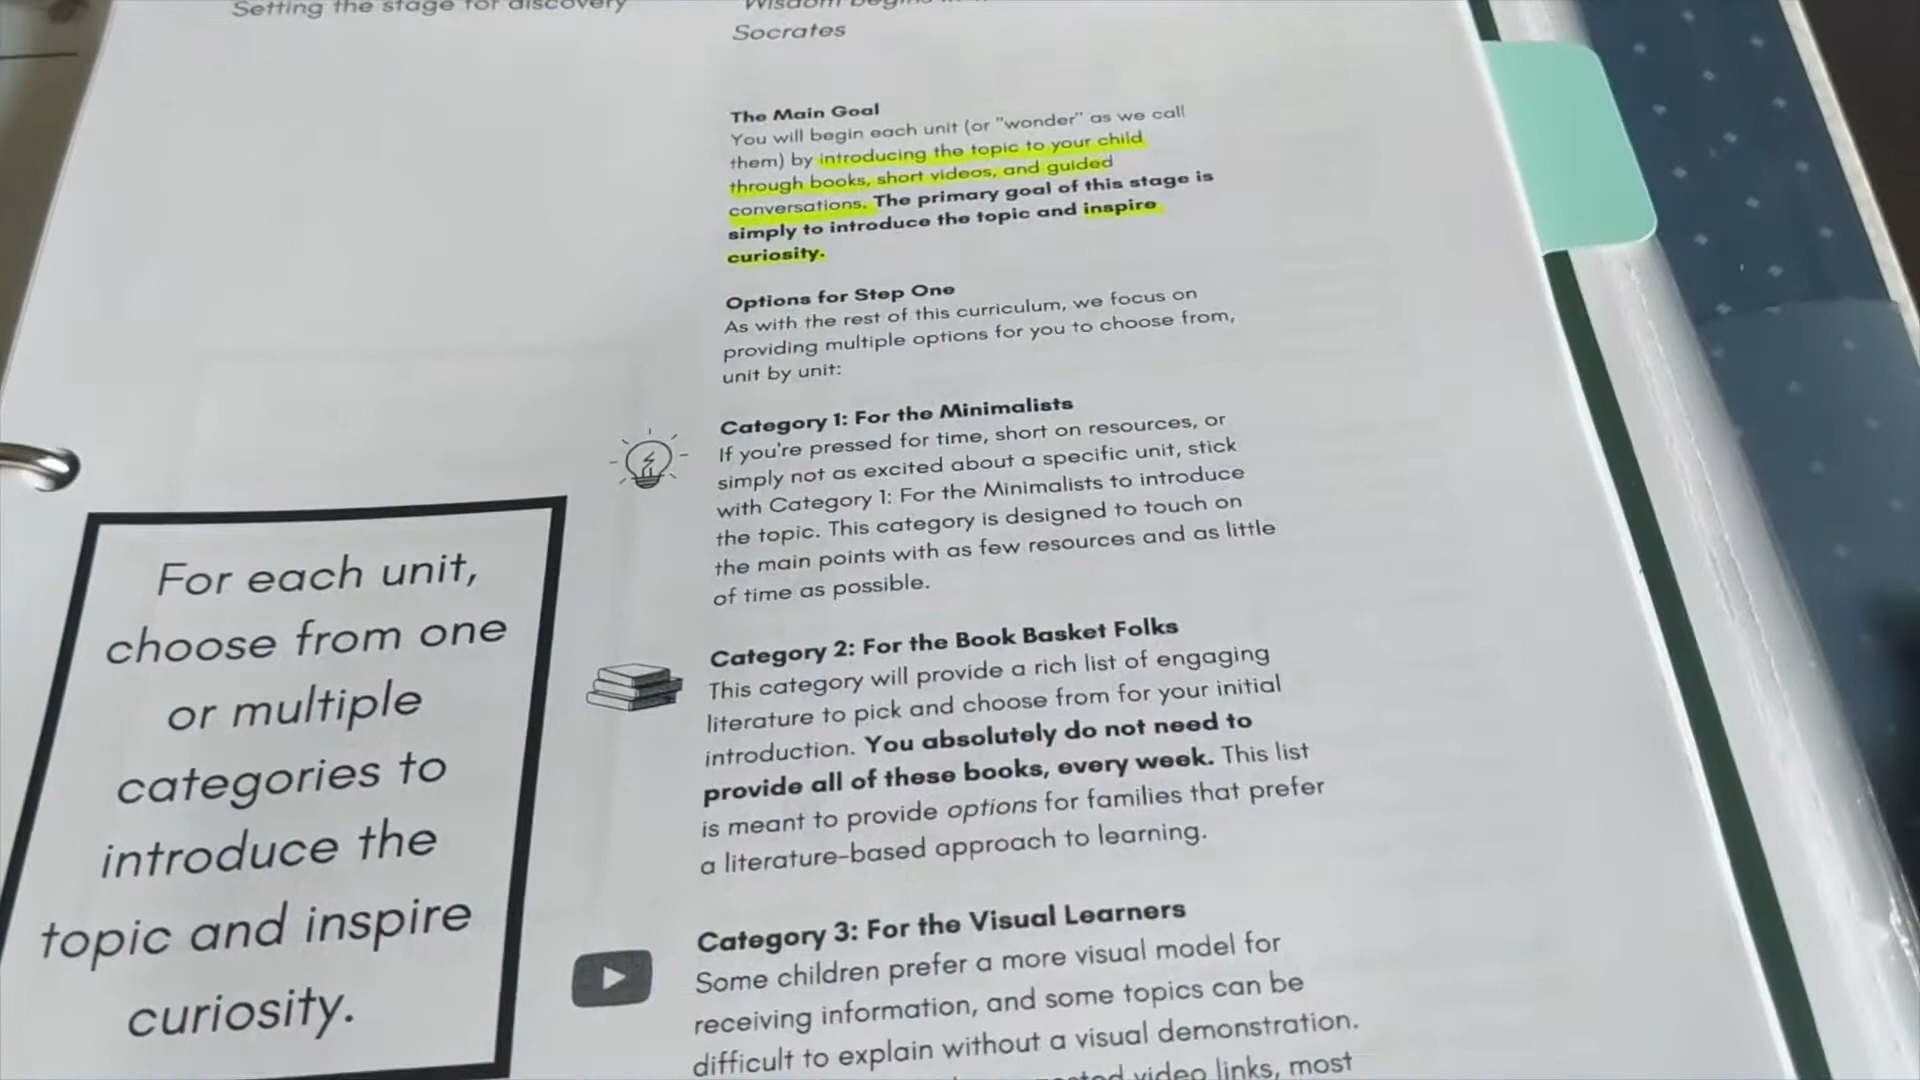 Setting the stage for discovery
Wisdom begins in
Socrates
The Main Goal
You will begin each unit (or "wonder" as we call
them) by introducing the topic to your child
through books, short videos, and guided
conversations. The primary goal of this stage is
simply to introduce the topic and inspire
curiosity.
Options for Step One
As with the rest of this curriculum, we focus on
providing multiple options for you to choose from,
unit by unit:
Category 1: For the Minimalists
If you're pressed for time, short on resources, or
simply not as excited about a specific unit, stick
with Category 1: For the Minimalists to introduce
the topic. This category is designed to touch on
the main points with as few resources and as little
of time as possible.
Category 2: For the Book Basket Folks
This category will provide a rich list of engaging
literature to pick and choose from for your initial
introduction. You absolutely do not need to
provide all of these books, every week. This list
is meant to provide options for families that prefer
a literature-based approach to learning.
Category 3: For the Visual Learners
Some children prefer a more visual model for
receiving information, and some topics can be
difficult to explain without a visual demonstration.
video links, most
For each unit,
choose from one
or multiple
categories to
introduce the
topic and inspire
curiosity.